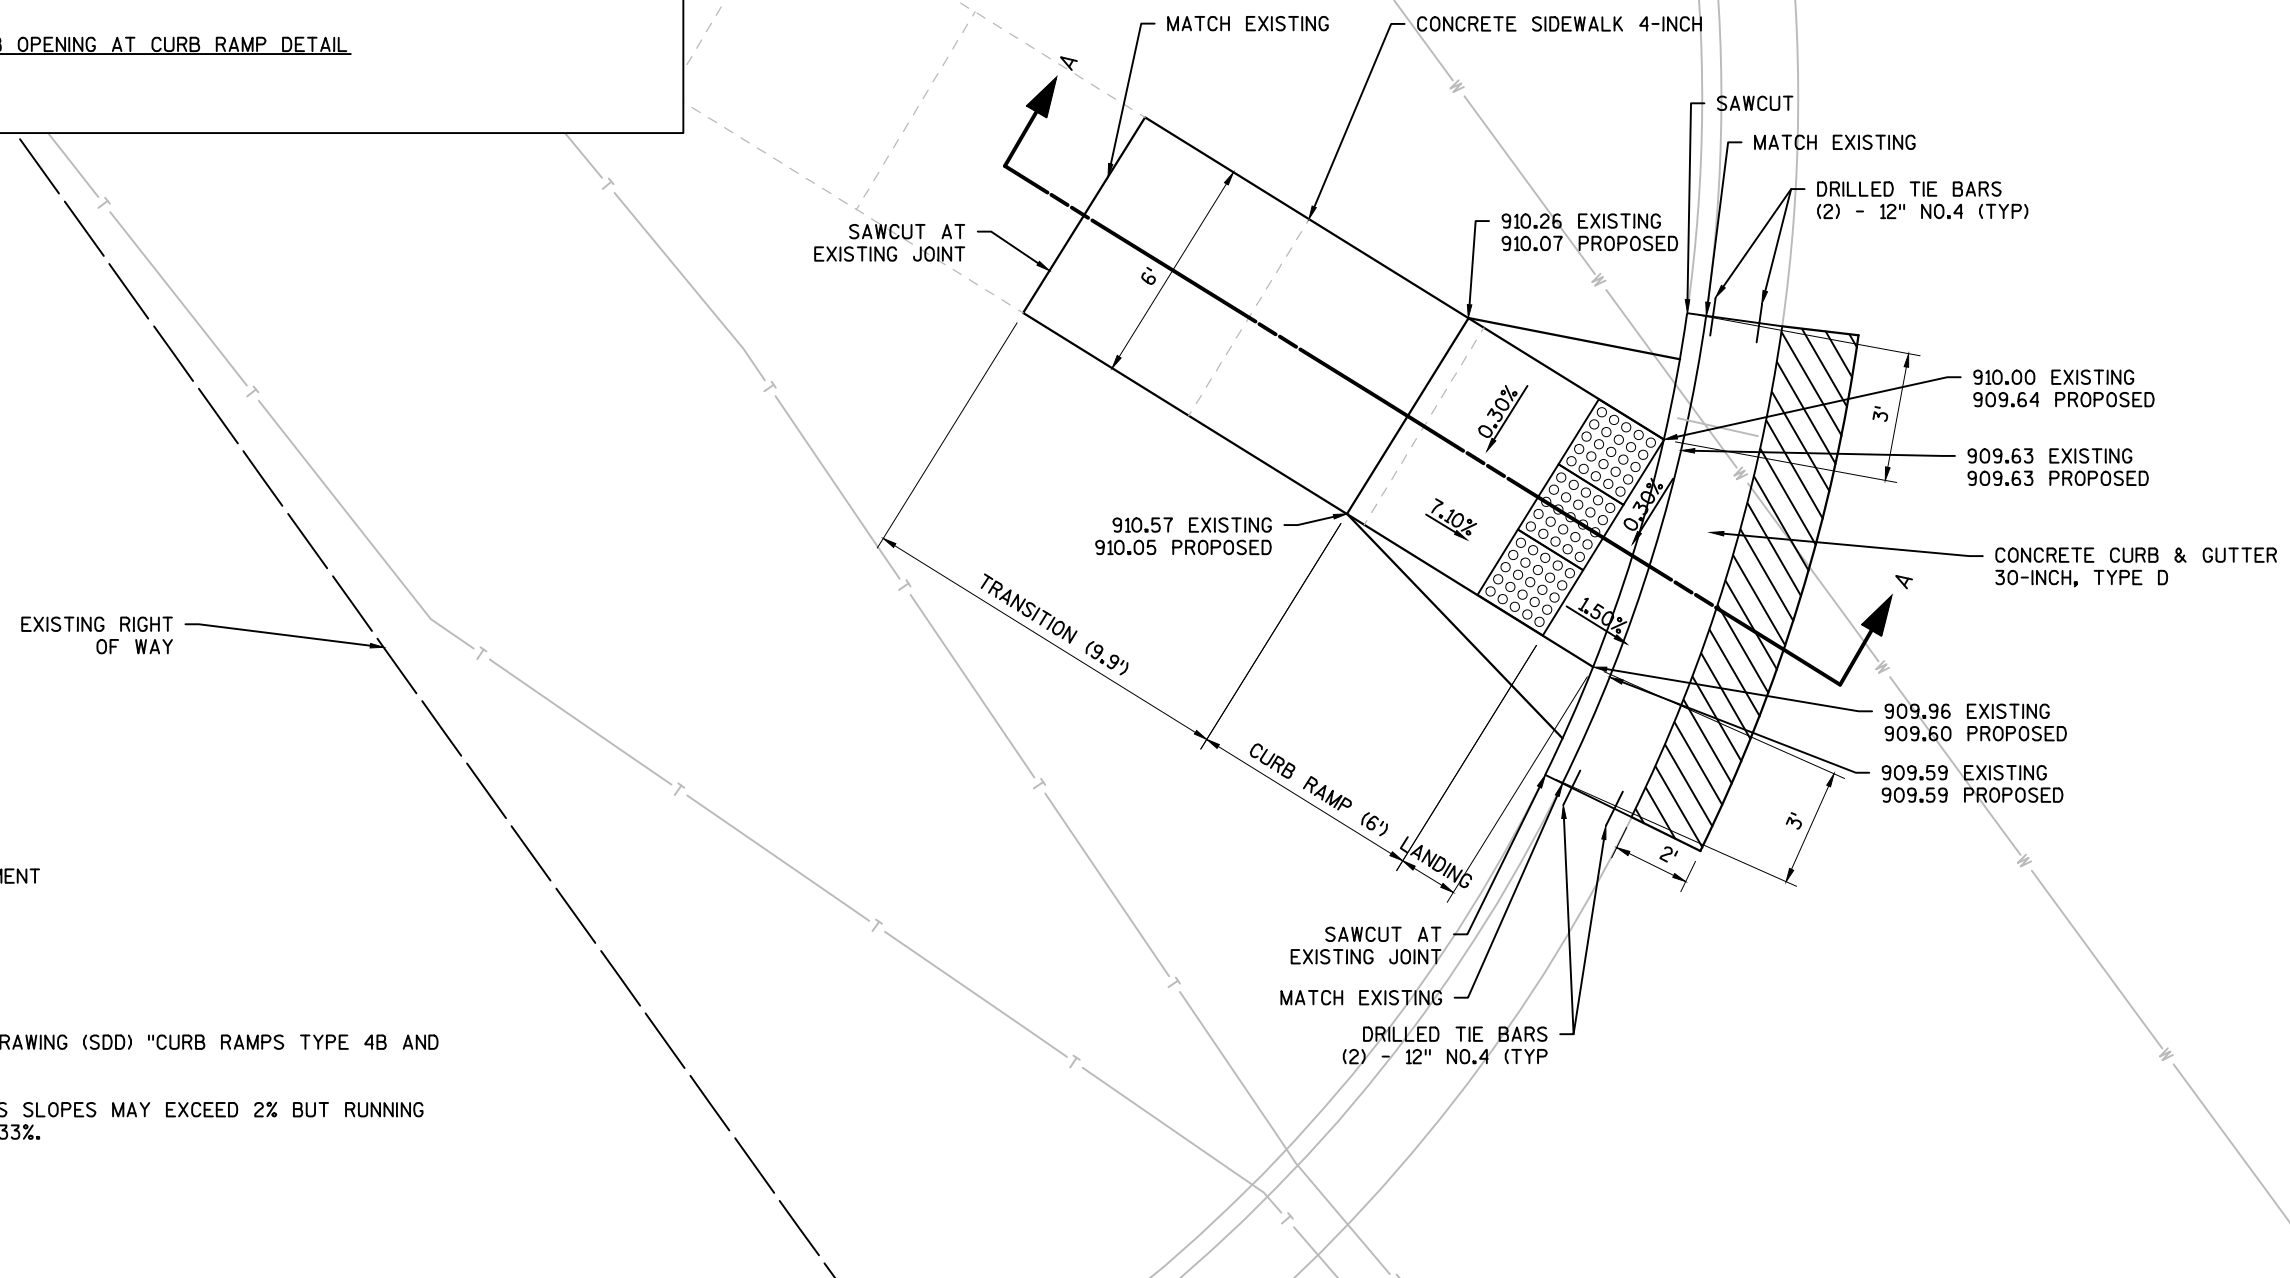 OPENING AT CURB RAMP DETAIL
MATCH EXISTING
CONCRETE SIDEWALK 4-INCH
A
SAWCUT
MATCH EXISTING
DRILLED TIE BARS
(2) - 12" NO.4 (TYP)
SAWCUT AT
EXISTING JOINT
6'
910.26 EXISTING
910.07 PROPOSED
910.00 EXISTING
909.64 PROPOSED
3'
0.30%
909.63 EXISTING
909.63 PROPOSED
7.10%
0.30%
910.57 EXISTING
910.05 PROPOSED
CONCRETE CURB & GUTTER
30-INCH, TYPE D
A
1.50%
TRANSITION (9.9')
EXISTING RIGHT
OF WAY
909.96 EXISTING
909.60 PROPOSED
909.59 EXISTING
909.59 PROPOSED
CURB RAMP (6')
LANDING
3'
2'
MENT
SAWCUT AT
EXISTING JOINT
MATCH EXISTING
DRILLED TIE BARS
(2) - 12" NO.4 (TYP
RAWING (SDD) "CURB RAMPS TYPE 4B AND
S SLOPES MAY EXCEED 2% BUT RUNNING
33%.
T
T
T
T
T
T
T
T
T
T
T
T
T
W
W
W
W
W
W